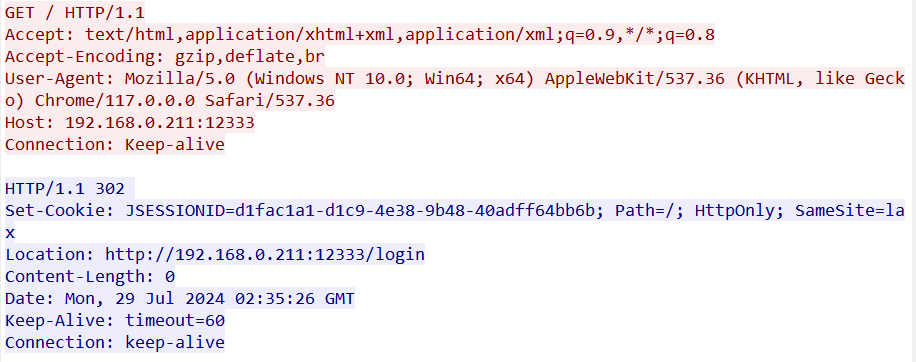 GET / HTTP/1.1
Accept: text/html,application/xhtml+xml,application/xml;q=0.9,*/*;q=0.8
Accept-Encoding: gzip,deflate,br
User-Agent: Mozilla/5.0 (Windows NT 10.0; Win64; x64) AppleWebKit/537.36 (KHTML, like Geck
o) Chrome/117.0.0.0 Safari/537.36
Host: 192.168.0.211:12333
Connection: Keep-alive

HTTP/1.1 302
Set-Cookie: JSESSIONID=d1fac1a1-d1c9-4e38-9b48-40adff64bb6b; Path=/; HttpOnly; SameSite=la
x
Location: http://192.168.0.211:12333/login
Content-Length: 0
Date: Mon, 29 Jul 2024 02:35:26 GMT
Keep-Alive: timeout=60
Connection: keep-alive